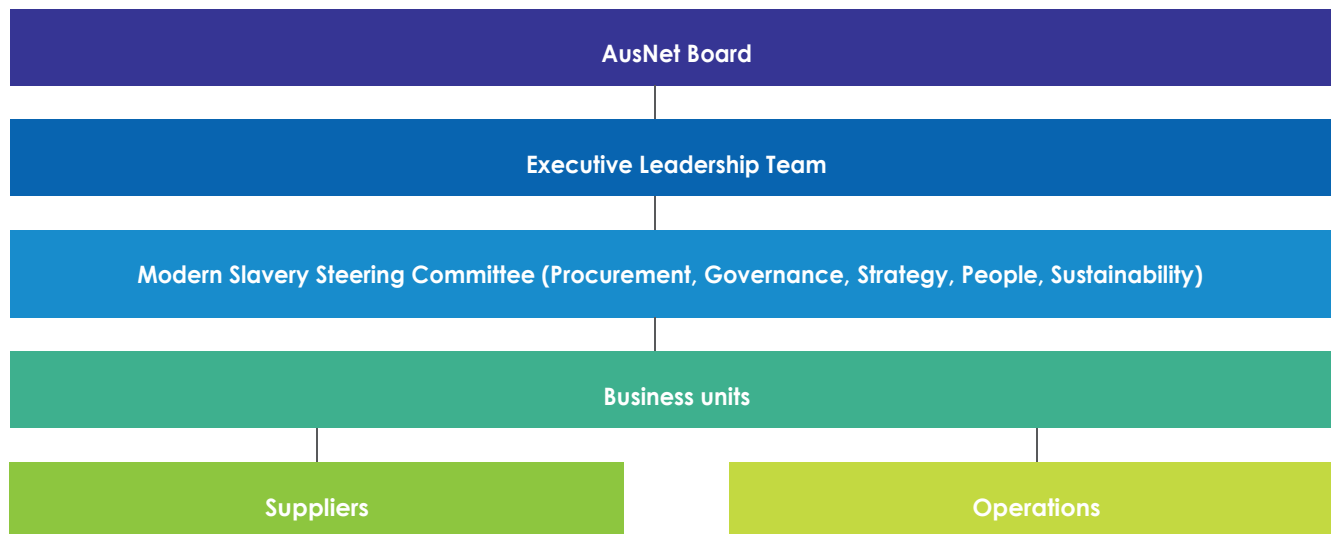 AusNet Board
Executive Leadership Team
Modern Slavery Steering Committee (Procurement, Governance, Strategy, People, Sustainability)
Business units
Suppliers
Operations